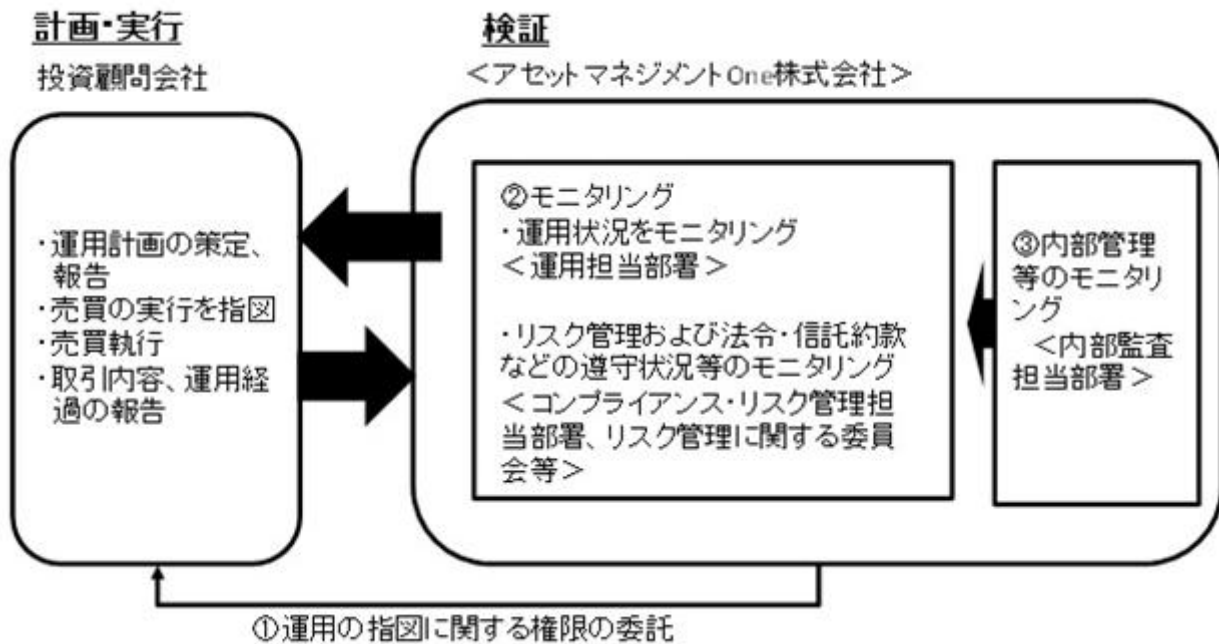 計画・実行
投資顧問会社
・運用計画の策定、
報告
・売買の実行を指図
・売買執行
・取引内容、運用経
過の報告
検証
＜アセットマネジメントOne株式会社＞
②モニタリング
・運用状況をモニタリング
＜運用担当部署＞
・リスク管理および法令・信託約款
などの遵守状況等のモニタリング
＜コンプライアンス・リスク管理担
当部署、リスク管理に関する委員
会等＞
③内部管理
等のモニタリ
ング
＜内部監査
担当部署＞
①運用の指図に関する権限の委託